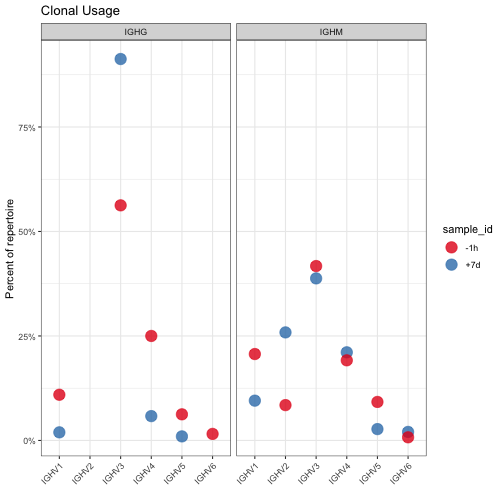 Clonal Usage
IGHG
IGHM
Percent of repertoire
75%
50%
25%
0%
IGHV1
IGHV2
IGHV3
IGHV4
IGHV5
IGHV6
IGHV1
IGHV2
IGHV3
IGHV4
IGHV5
IGHV6
sample_id
-1h
+7d